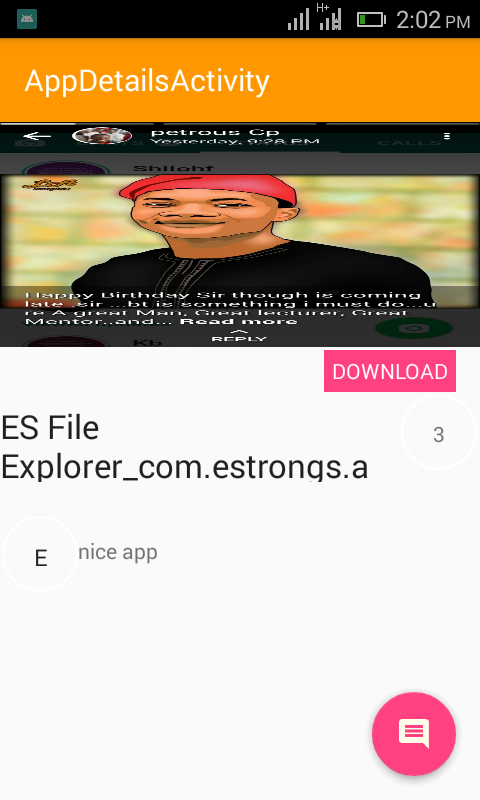 H+
2:02 PM
AppDetailsActivity
petrous Cp
Yesterday, 9:28 PM
CALLS
Shilohf
Happy Birthday Sir though is coming
late ,sir ...bt is something i must do...u
re A great Man, Great lecturer, Great
Mentor..and... Read more
Kb
REPLY
DOWNLOAD
ES File
Explorer_com.estrongs.a
3
E
nice app